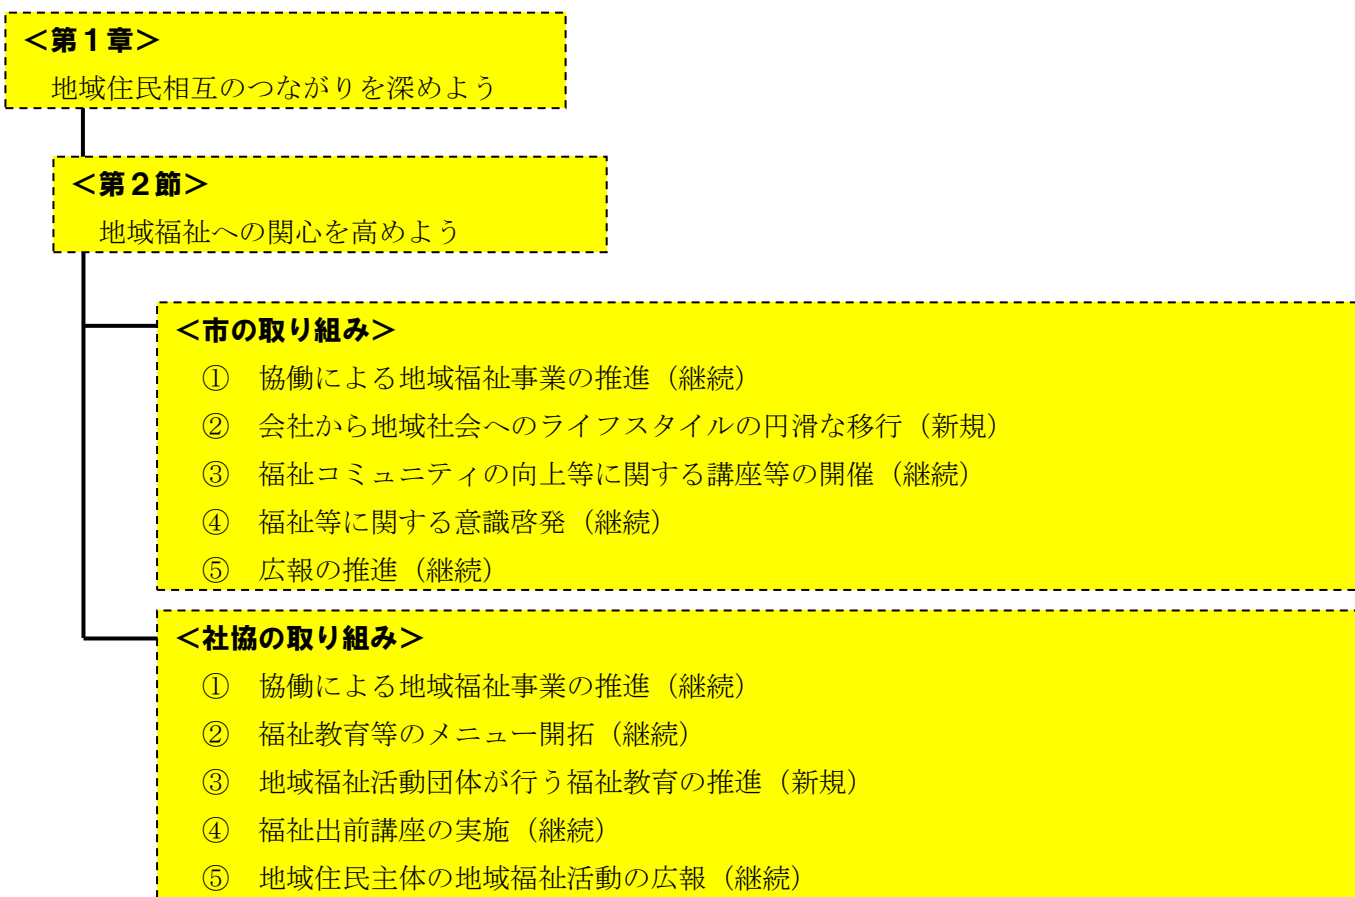 ＜第１章＞
地域住民相互のつながりを深めよう
＜第２節＞
地域福祉への関心を高めよう
＜市の取り組み＞
① 協働による地域福祉事業の推進（継続）
② 会社から地域社会へのライフスタイルの円滑な移行（新規）
③ 福祉コミュニティの向上等に関する講座等の開催（継続）
④ 福祉等に関する意識啓発（継続）
⑤ 広報の推進（継続）
＜社協の取り組み＞
① 協働による地域福祉事業の推進（継続）
② 福祉教育等のメニュー開拓（継続）
③ 地域福祉活動団体が行う福祉教育の推進（新規）
④ 福祉出前講座の実施（継続）
⑤ 地域住民主体の地域福祉活動の広報（継続）